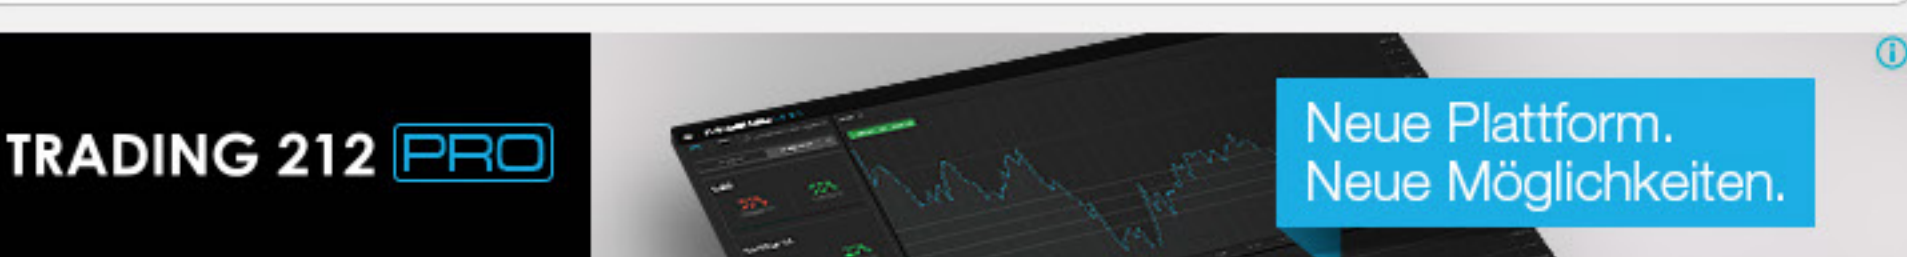 TRADING 212 PRO
Neue Plattform.
Neue Möglichkeiten.